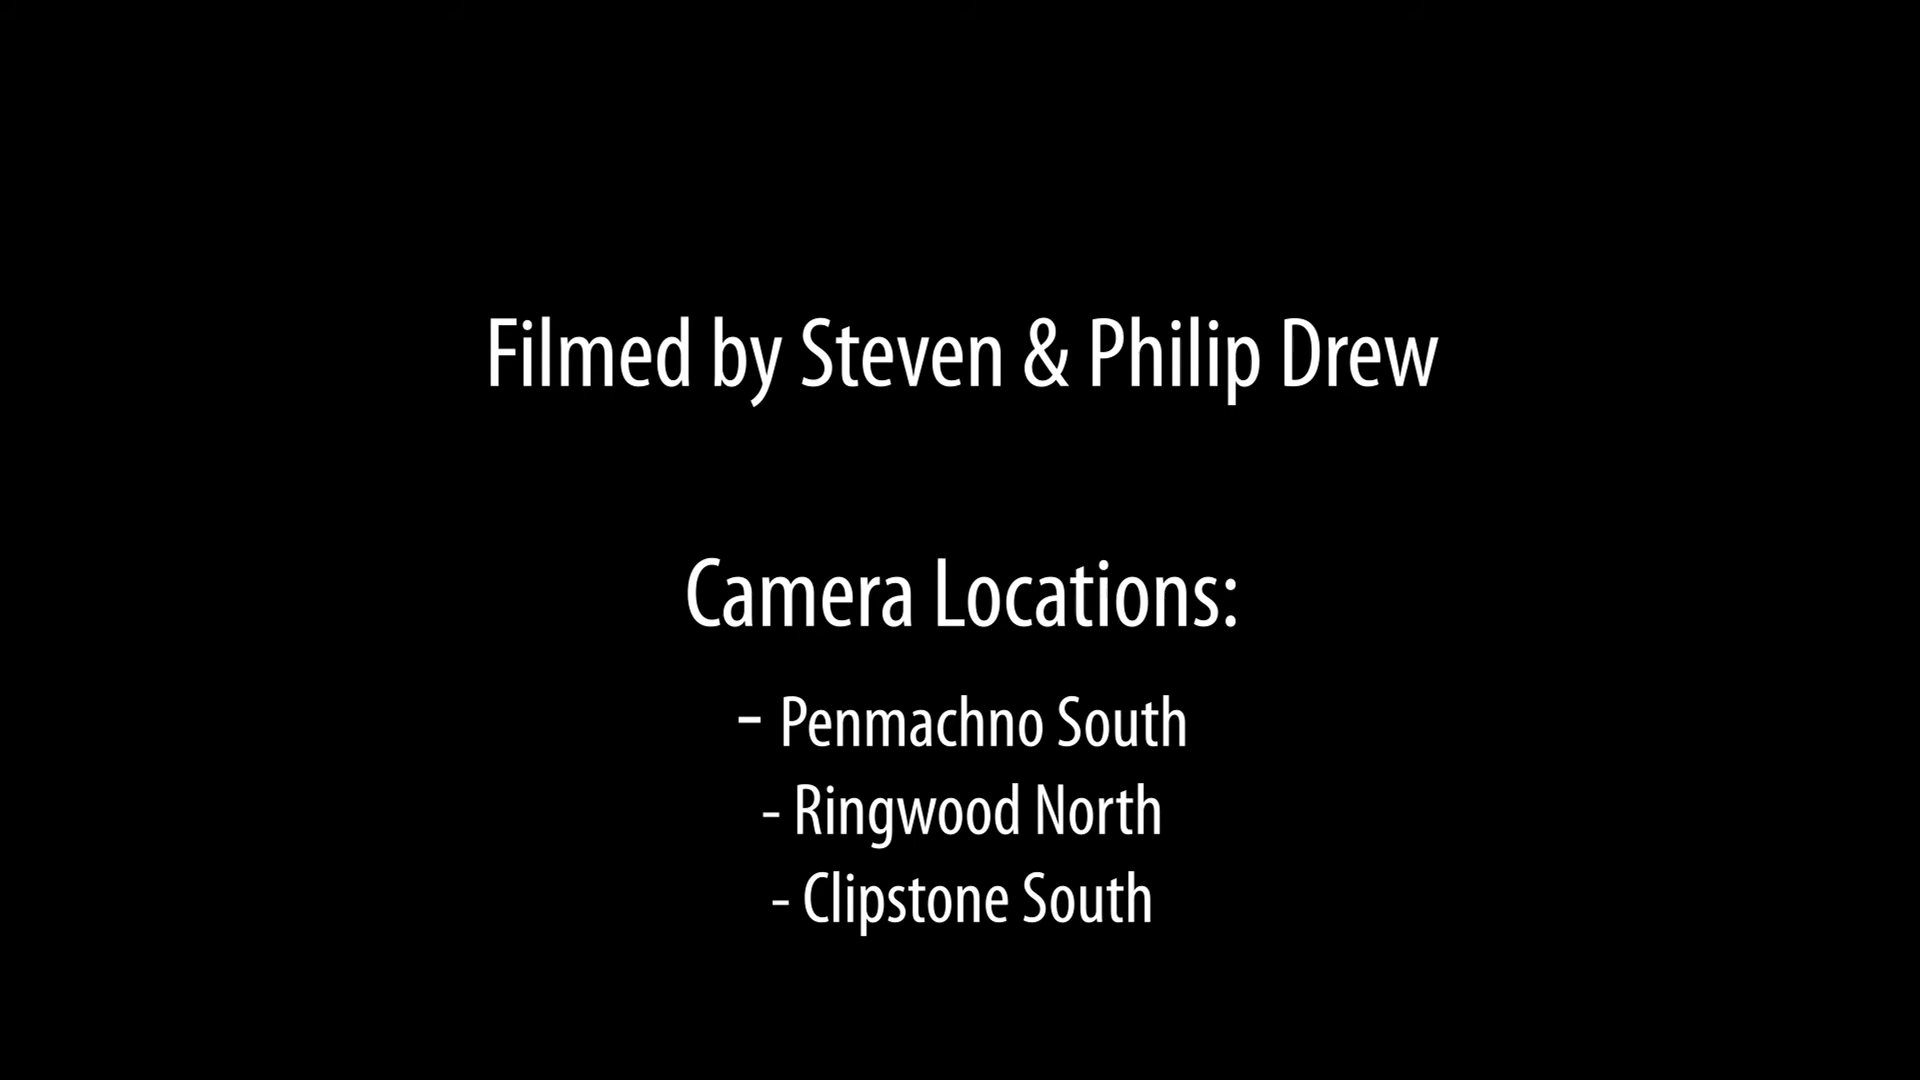 Filmed by Steven & Philip Drew
Camera Locations:
- Penmachno South
- Ringwood North
- Clipstone South